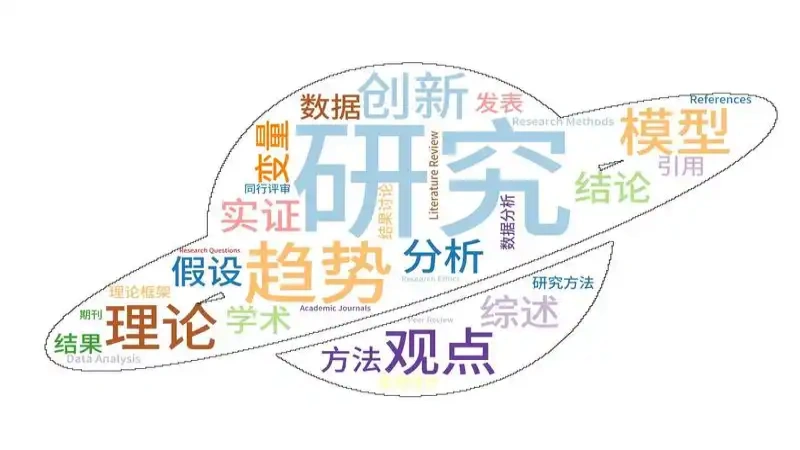 创新
数据
发表
References
Research Methods
模型
变量
研究
Literature Review
引用
同行评审
结果讨论
结论
实证
数据分析
Research Questions
趋势
分析
假设
Research Ethics
研究方法
理论框架
Academic Journals
期刊
理论
学术
Peer Review
综述
结果
Data Analysis
方法
观点